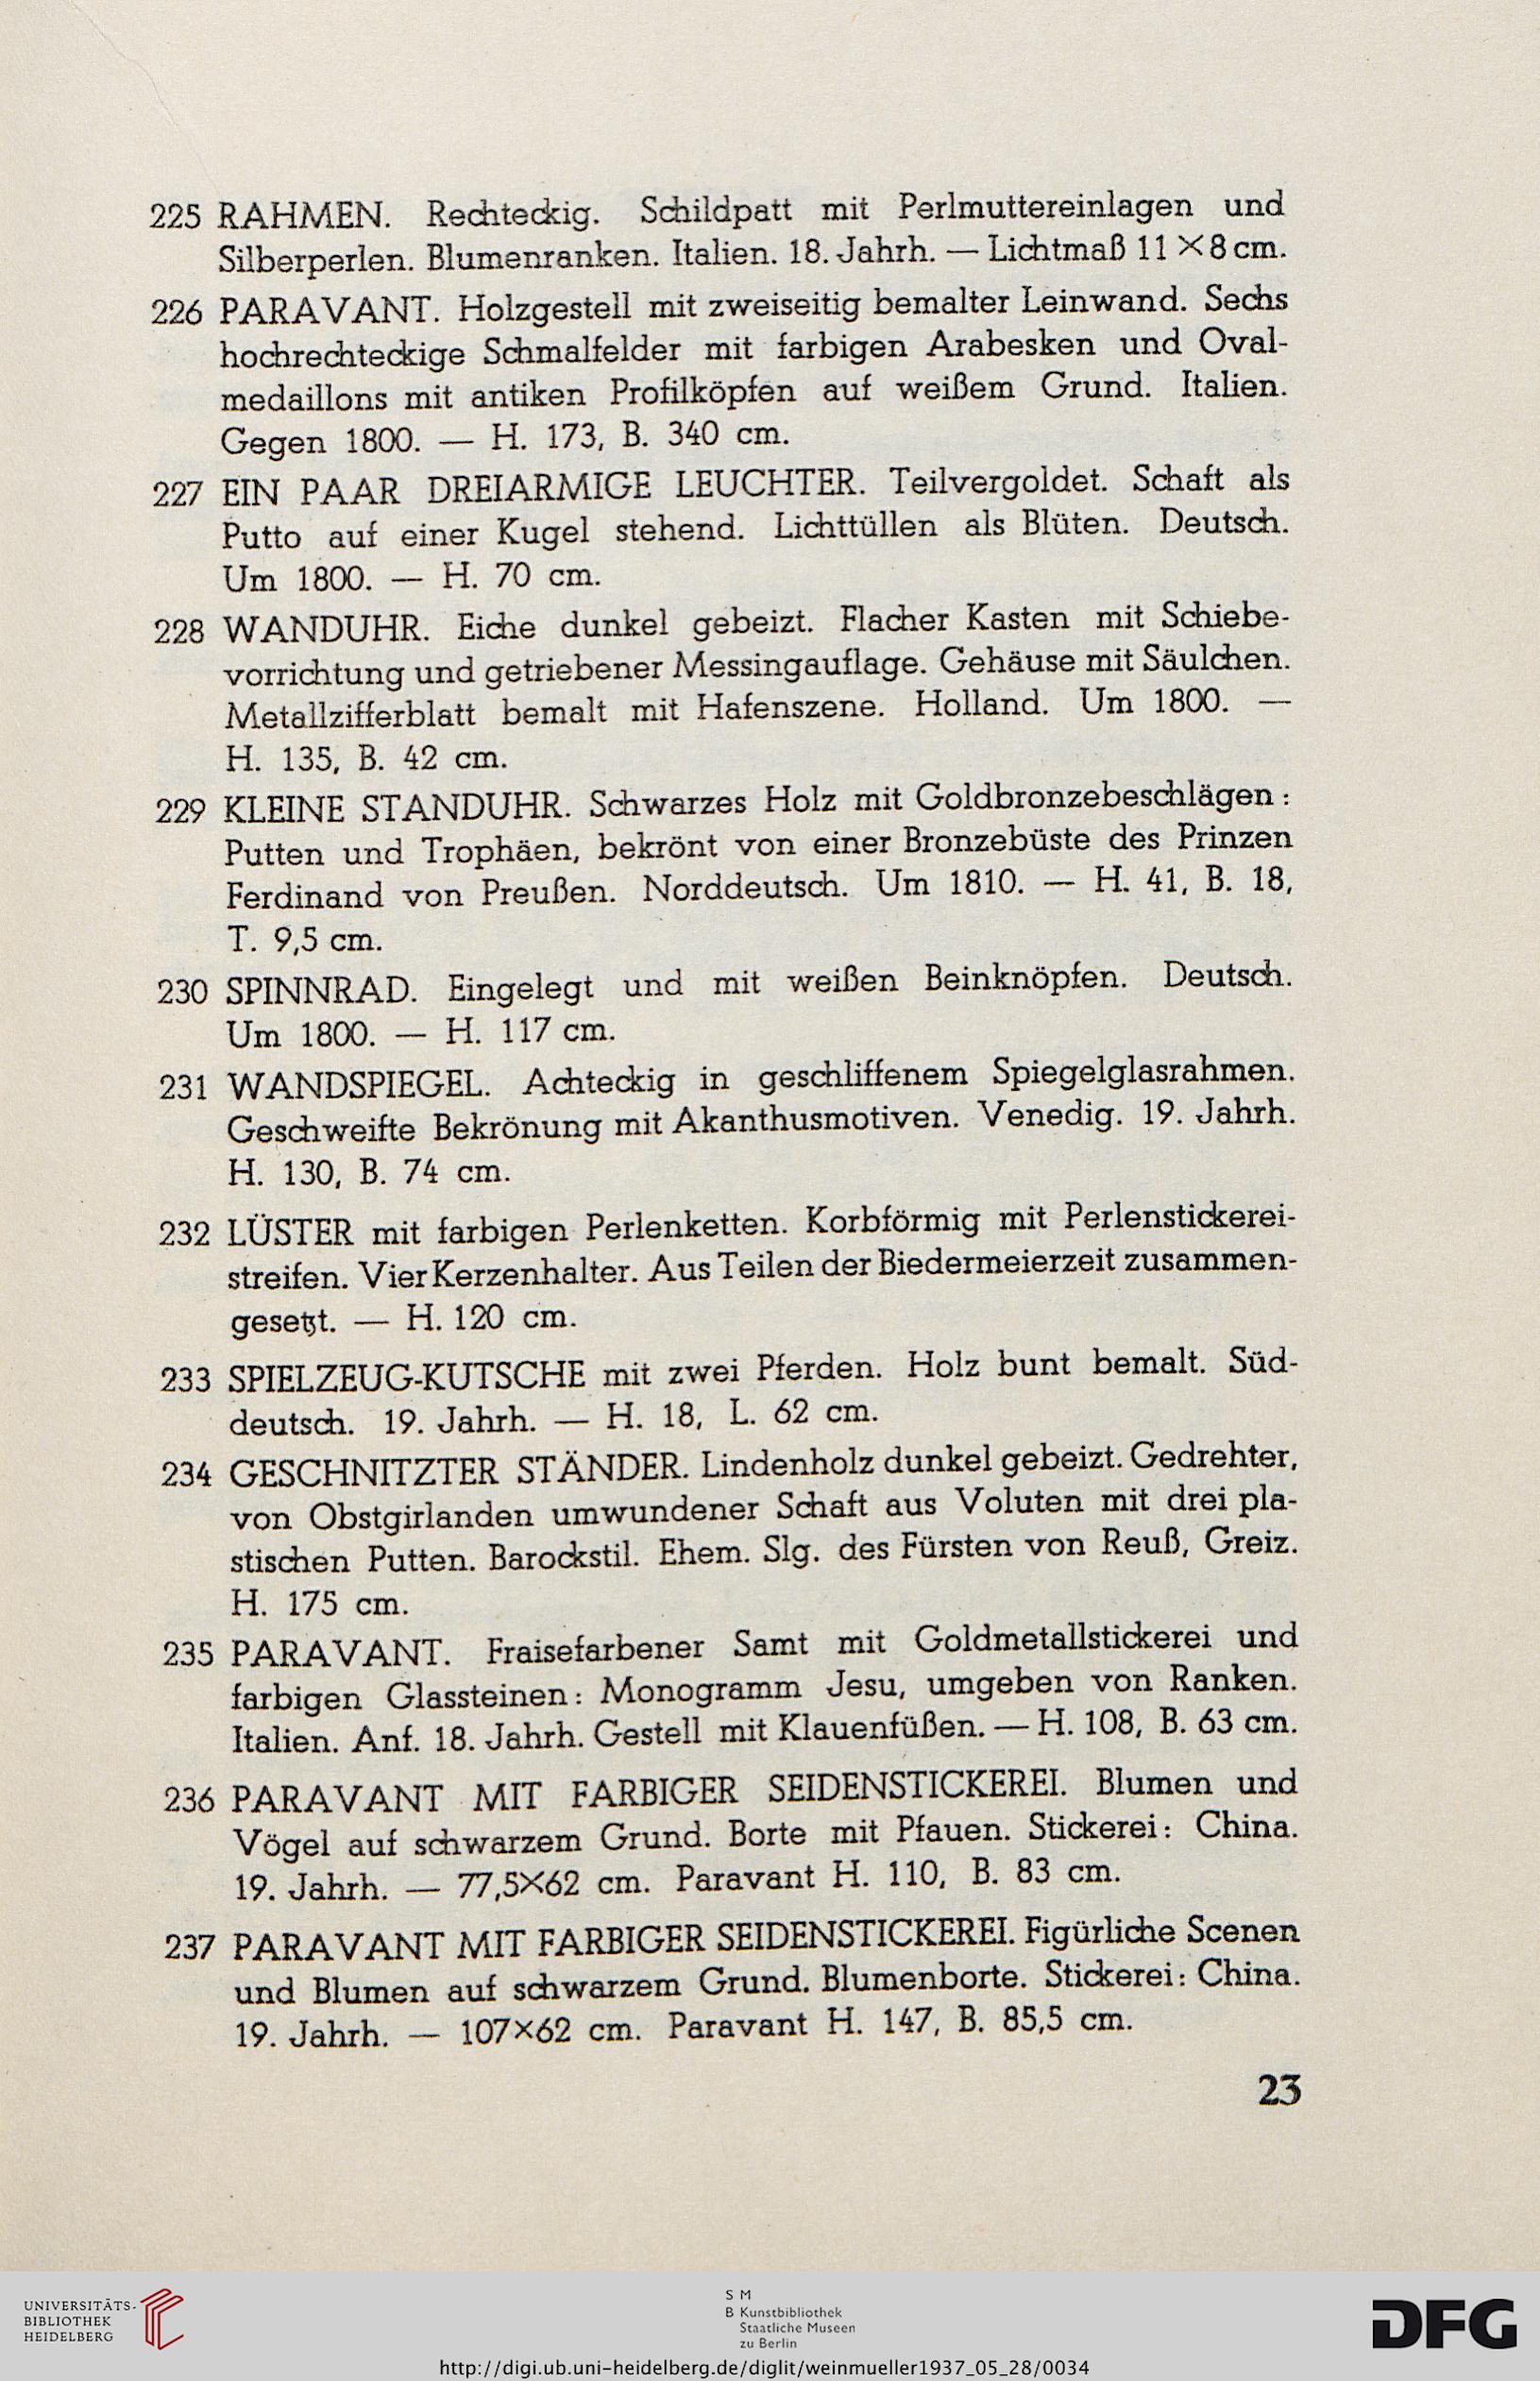 225 RAHMEN. Rechteckig. Schildpatt mit Perlmuttereinlagen und
Silberperlen. Blumenranken. Italien. 18. Jahrh. — Lichtmaß 11 × 8 cm.
226 PARAVANT. Holzgestell mit zweiseitig bemalter Leinwand. Sechs
hochrechteckige Schmalfelder mit farbigen Arabesken und Oval-
medaillons mit antiken Profilköpfen auf weißem Grund. Italien.
Gegen 1800. — H. 173, B. 340 cm.
227 EIN PAAR DREIARMIGE LEUCHTER. Teilvergoldet. Schaft als
Putto auf einer Kugel stehend. Lichttüllen als Blüten. Deutsch.
Um 1800. — H. 70 cm.
228 WANDUHR. Eiche dunkel gebeizt. Flacher Kasten mit Schiebe-
vorrichtung und getriebener Messingauflage. Gehäuse mit Säulchen.
Metallzifferblatt bemalt mit Hafenszene. Holland. Um 1800. —
H. 135, B. 42 cm.
229 KLEINE STANDUHR. Schwarzes Holz mit Goldbronzebeschlägen:
Putten und Trophäen, bekrönt von einer Bronzebüste des Prinzen
Ferdinand von Preußen. Norddeutsch. Um 1810. — H. 41, B. 18,
T. 9,5 cm.
230 SPINNRAD. Eingelegt und mit weißen Beinknöpfen. Deutsch.
Um 1800. — H. 117 cm.
231 WANDSPIEGEL. Achteckig in geschliffenem Spiegelglasrahmen.
Geschweifte Bekrönung mit Akanthusmotiven. Venedig. 19. Jahrh.
H. 130, B. 74 cm.
232 LÜSTER mit farbigen Perlenketten. Korbförmig mit Perlenstickerei-
streifen. Vier Kerzenhalter. Aus Teilen der Biedermeierzeit zusammen-
gesetzt. — H. 120 cm.
233 SPIELZEUG-KUTSCHE mit zwei Pferden. Holz bunt bemalt. Süd-
deutsch. 19. Jahrh. — H. 18, L. 62 cm.
234 GESCHNITZTER STÄNDER. Lindenholz dunkel gebeizt. Gedrehter,
von Obstgirlanden umwundener Schaft aus Voluten mit drei pla-
stischen Putten. Barockstil. Ehem. Slg. des Fürsten von Reuß, Greiz.
H. 175 cm.
235 PARAVANT. Fraisefarbener Samt mit Goldmetallstickerei und
farbigen Glassteinen: Monogramm Jesu, umgeben von Ranken.
Italien. Anf. 18. Jahrh. Gestell mit Klauenfüßen. — H. 108, B. 63 cm.
236 PARAVANT MIT FARBIGER SEIDENSTICKEREI. Blumen und
Vögel auf schwarzem Grund. Borte mit Pfauen. Stickerei: China.
19. Jahrh. — 77,5×62 cm. Paravant H. 110, B. 83 cm.
237 PARAVANT MIT FARBIGER SEIDENSTICKEREI. Figürliche Scenen
und Blumen auf schwarzem Grund. Blumenborte. Stickerei: China.
19. Jahrh. — 107×62 cm. Paravant H. 147, B. 85,5 cm.
23
UNIVERSITÄTS-
BIBLIOTHEK
HEIDELBERG
S M
B Kunstbibliothek
Staatliche Museen
zu Berlin
DFG
http://digi.ub.uni-heidelberg.de/diglit/weinmueller1937_05_28/0034